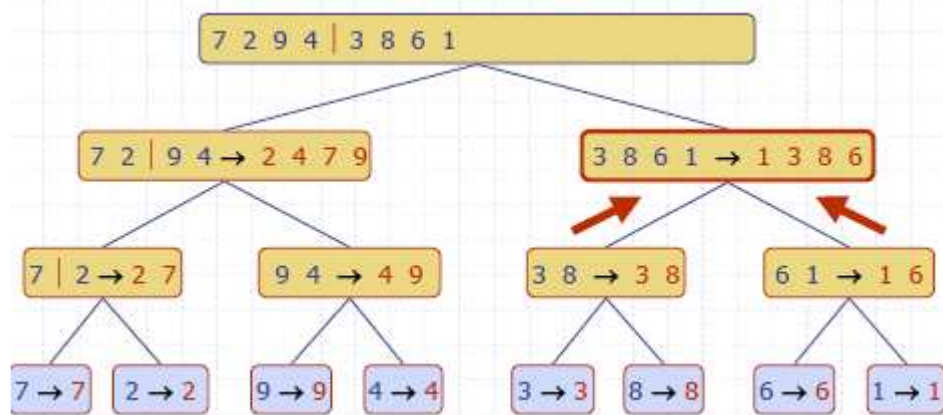 7 2 9 4 | 3 8 6 1
7 2 | 9 4 → 2 4 7 9
3 8 6 1 → 1 3 8 6
7 | 2 → 2 7
9 4 → 4 9
3 8 → 3 8
6 1 → 1 6
7 → 7
2 → 2
9 → 9
4 → 4
3 → 3
8 → 8
6 → 6
1 → 1